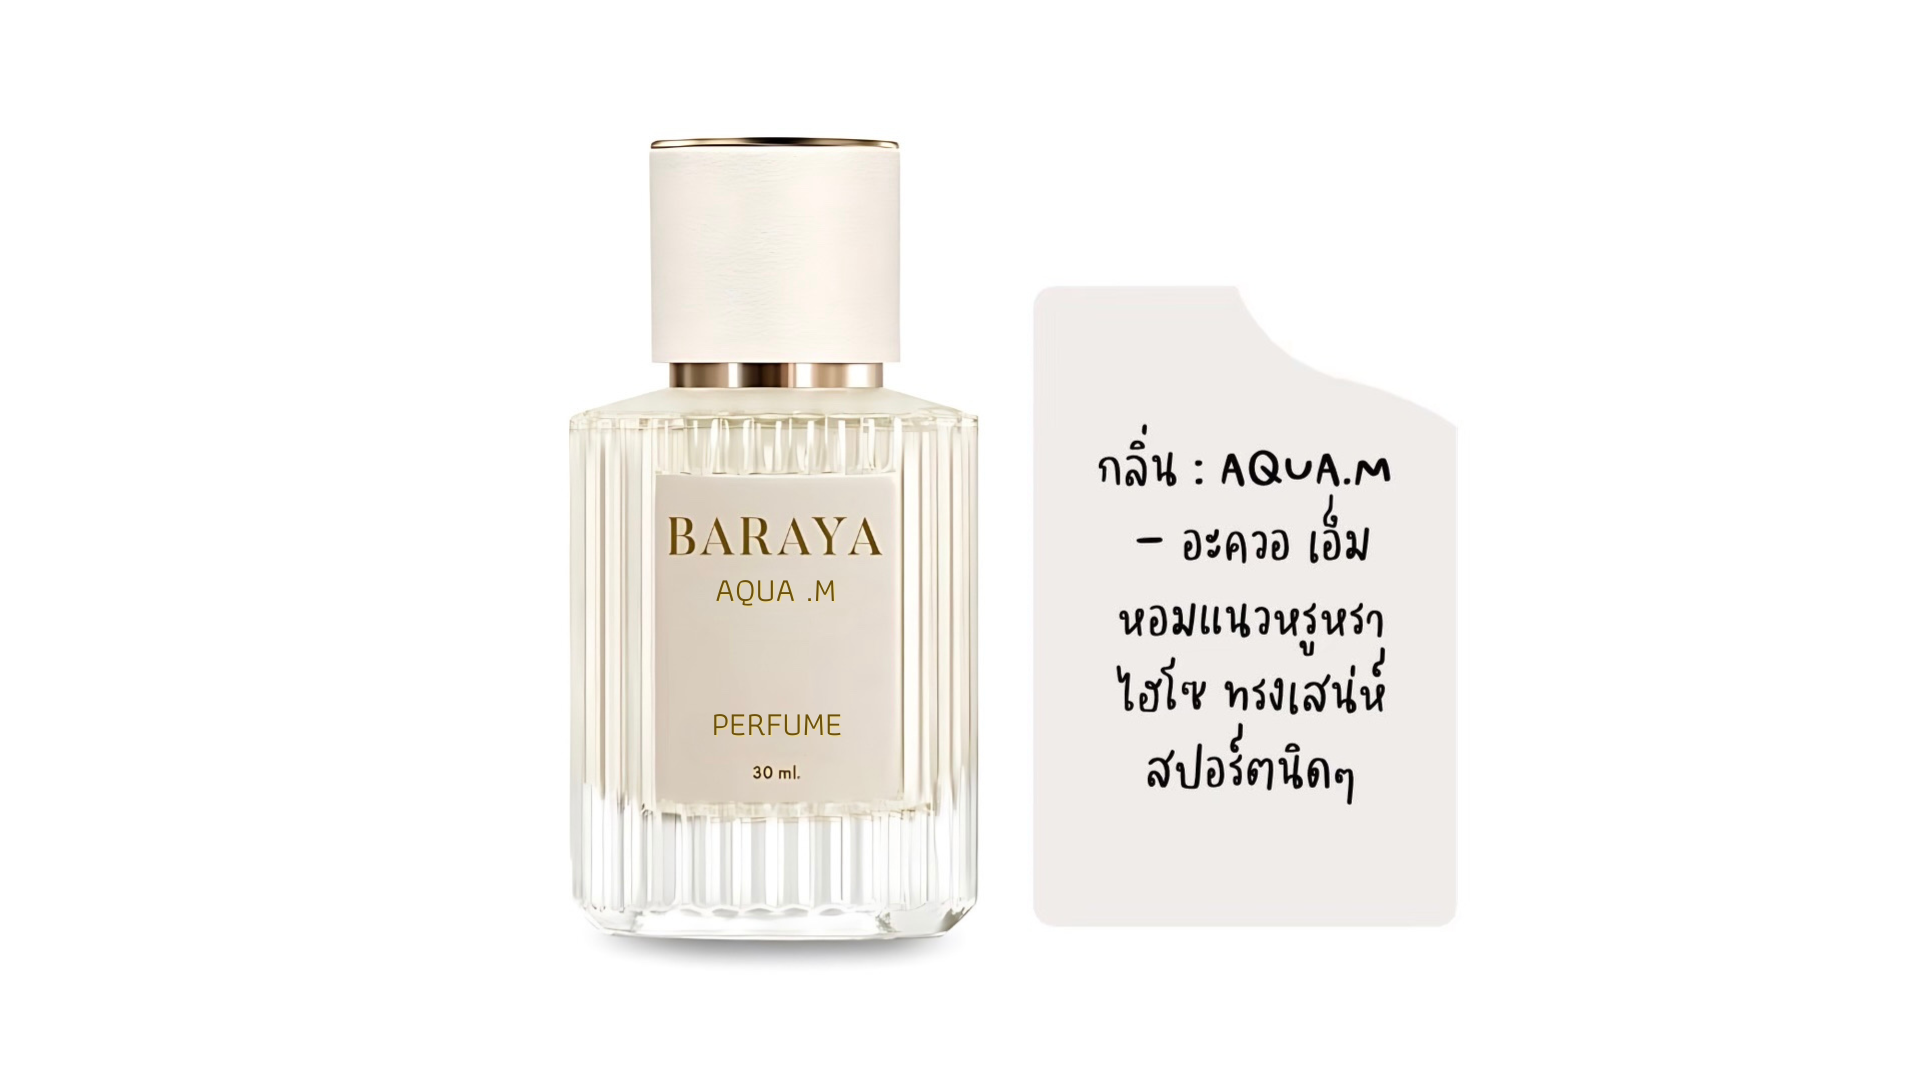 BARAYA
AQUA .M
PERFUME
30 ml.
กลิ่น : AQUA.M
- อะควอ เอ็ม
หอมแนวหรูหรา
ไฮโซ ทรงเสน่ห์
สปอร์ตนิดๆ